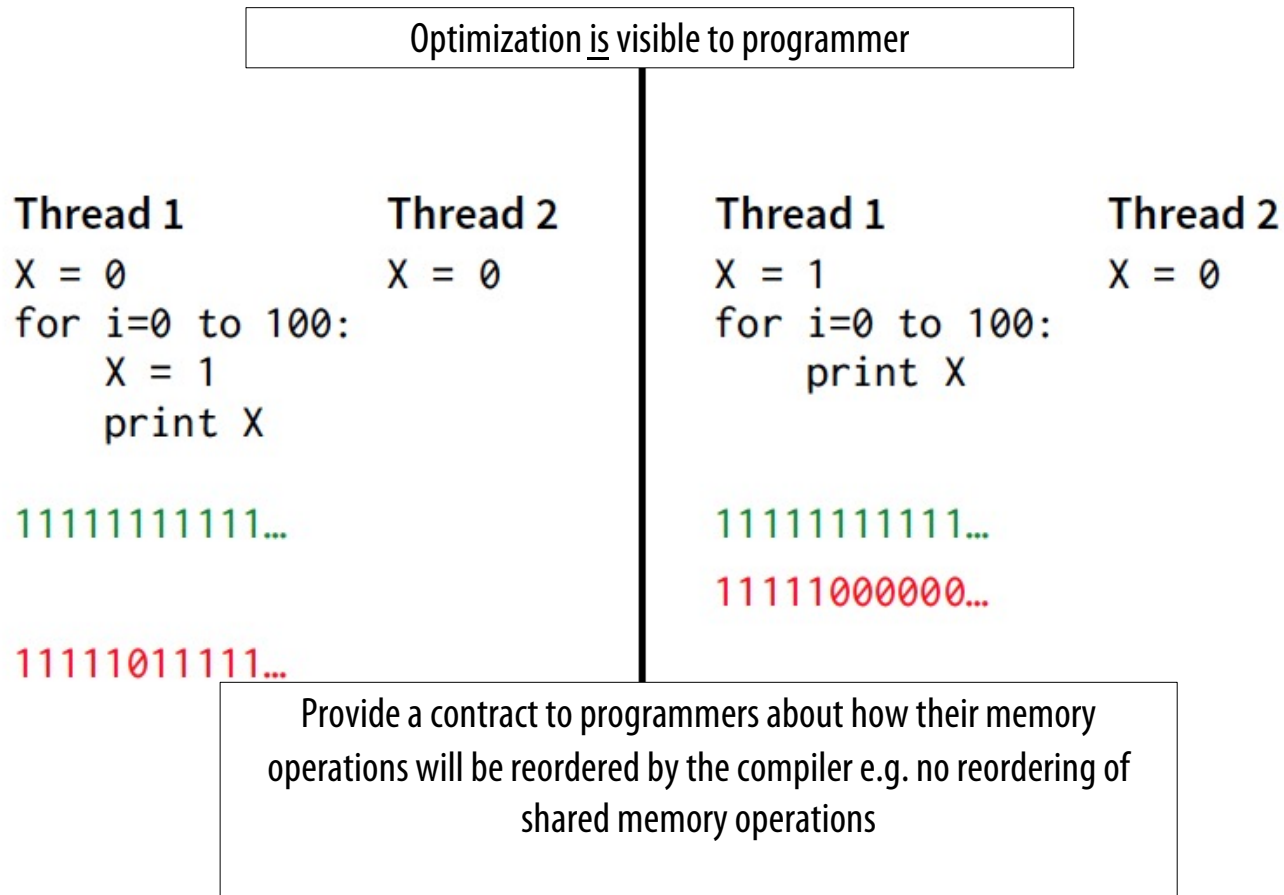 Optimization is visible to programmer
Thread 1
X = 0
for i=0 to 100:
    X = 1
    print X
Thread 2
X = 0
11111111111…
11111011111…
Thread 1
X = 1
for i=0 to 100:
    print X
Thread 2
X = 0
11111111111…
11111000000…
Provide a contract to programmers about how their memory
operations will be reordered by the compiler e.g. no reordering of
shared memory operations